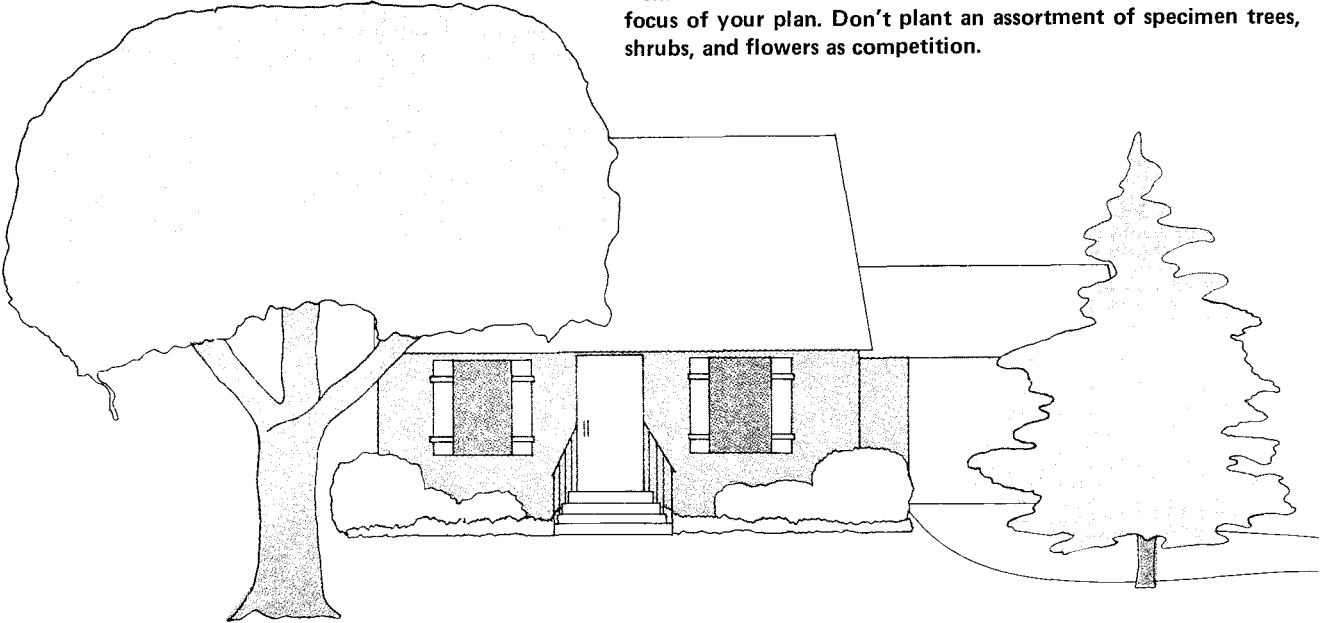 focus of your plan. Don't plant an assortment of specimen trees,
shrubs, and flowers as competition.